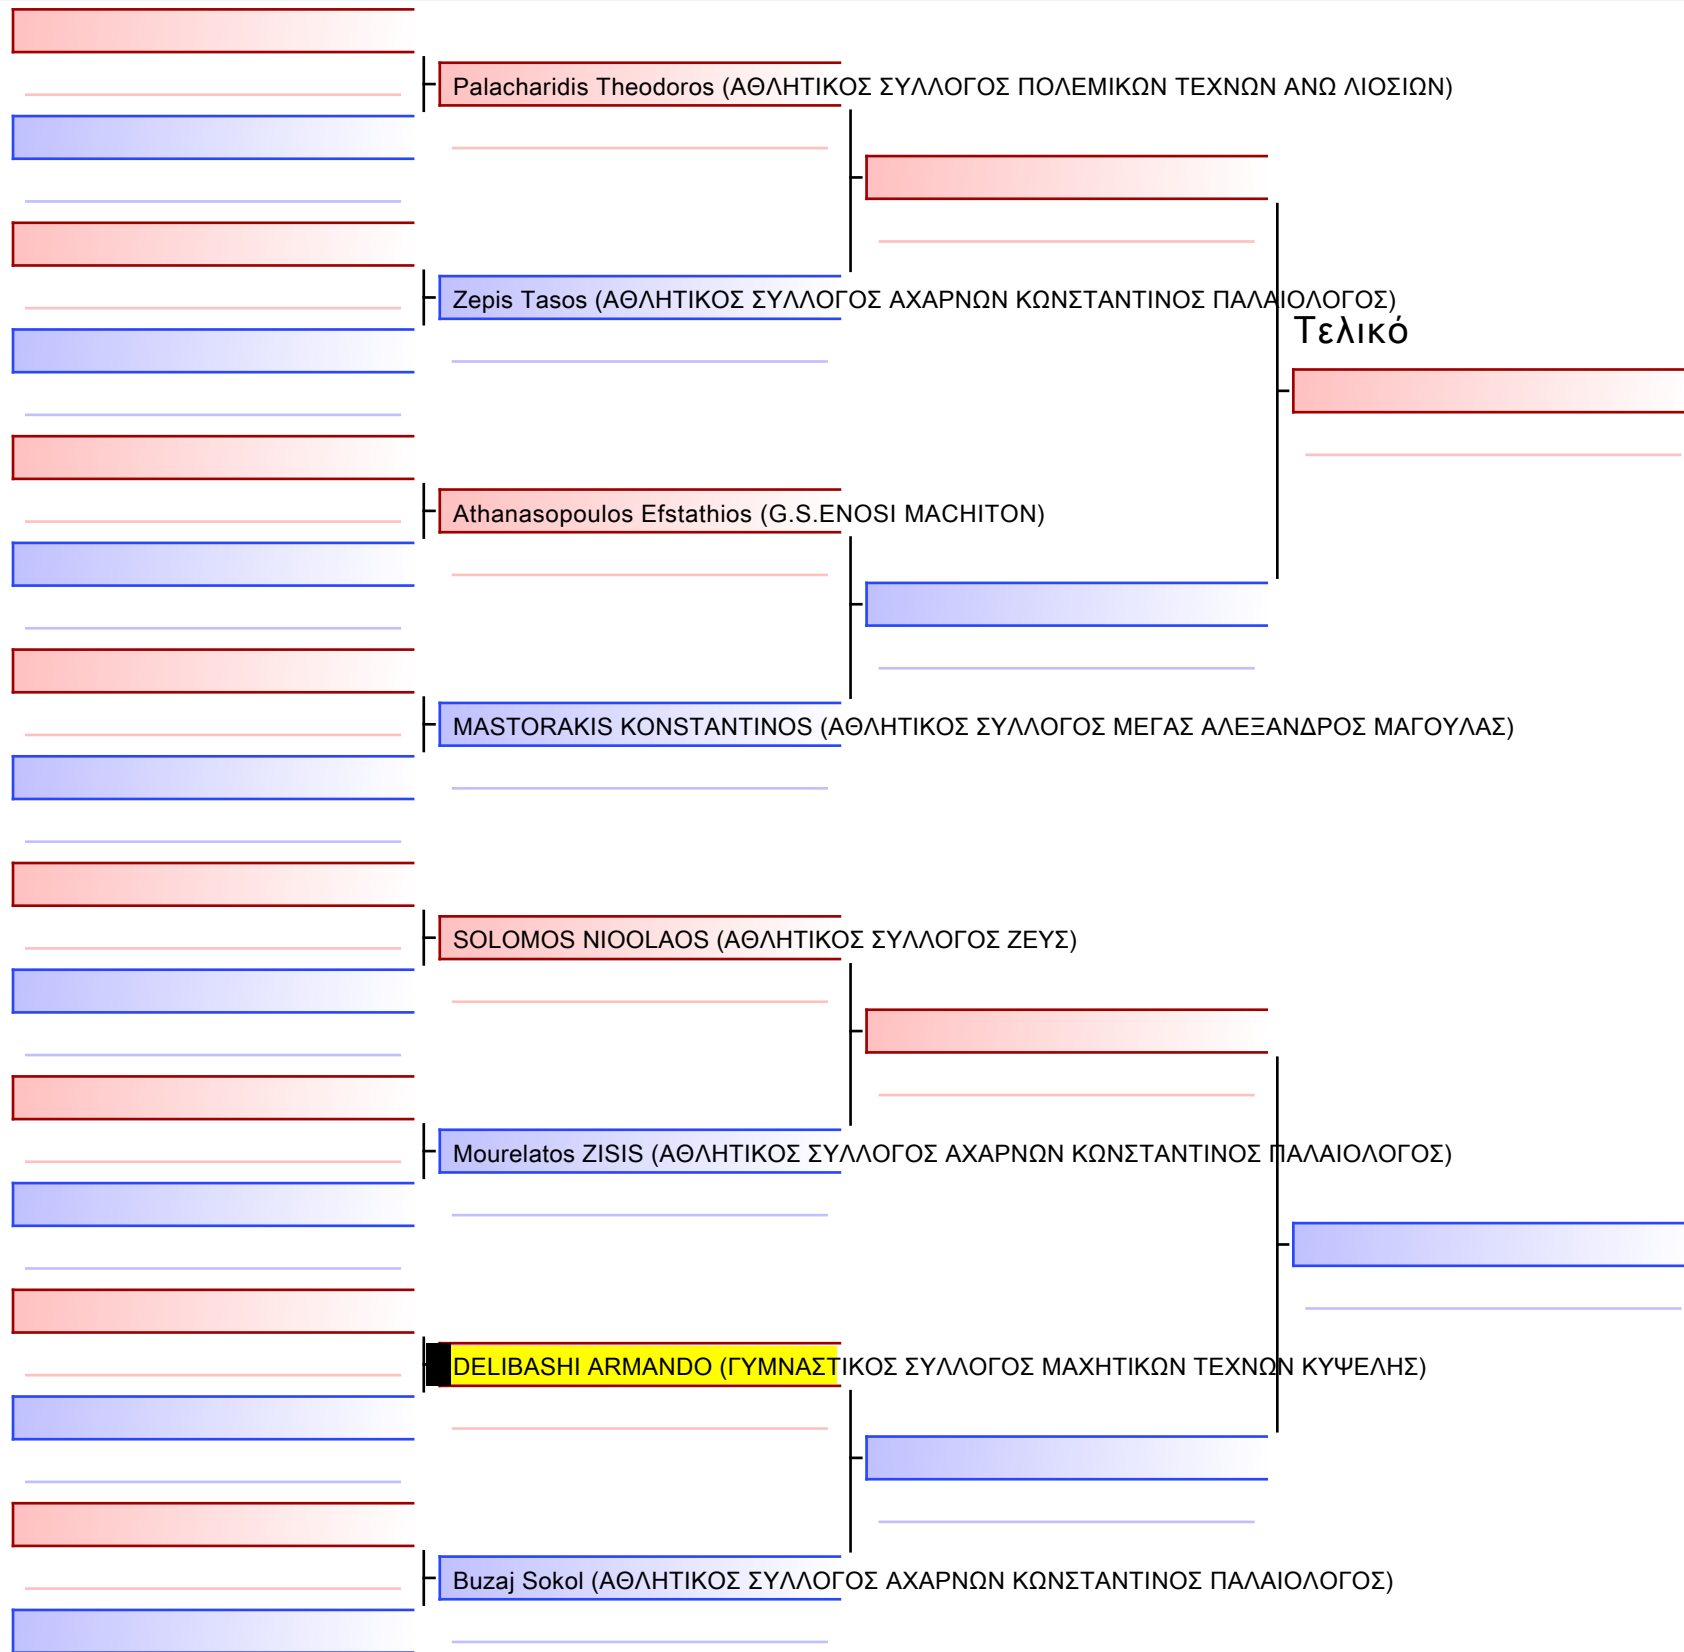 Palacharidis Theodoros (ΑΘΛΗΤΙΚΟΣ ΣΥΛΛΟΓΟΣ ΠΟΛΕΜΙΚΩΝ ΤΕΧΝΩΝ ΑΝΩ ΛΙΟΣΙΩΝ)
Zepis Tasos (ΑΘΛΗΤΙΚΟΣ ΣΥΛΛΟΓΟΣ ΑΧΑΡΝΩΝ ΚΩΝΣΤΑΝΤΙΝΟΣ ΠΑΛΑΙΟΛΟΓΟΣ)
Τελικό
Athanasopoulos Efstathios (G.S.ENOSI MACHITON)
MASTORAKIS KONSTANTINOS (ΑΘΛΗΤΙΚΟΣ ΣΥΛΛΟΓΟΣ ΜΕΓΑΣ ΑΛΕΞΑΝΔΡΟΣ ΜΑΓΟΥΛΑΣ)
SOLOMOS NIOOLAOS (ΑΘΛΗΤΙΚΟΣ ΣΥΛΛΟΓΟΣ ΖΕΥΣ)
Mourelatos ZISIS (ΑΘΛΗΤΙΚΟΣ ΣΥΛΛΟΓΟΣ ΑΧΑΡΝΩΝ ΚΩΝΣΤΑΝΤΙΝΟΣ ΠΑΛΑΙΟΛΟΓΟΣ)
DELIBASHI ARMANDO (ΓΥΜΝΑΣΤΙΚΟΣ ΣΥΛΛΟΓΟΣ ΜΑΧΗΤΙΚΩΝ ΤΕΧΝΩΝ ΚΥΨΕΛΗΣ)
Buzaj Sokol (ΑΘΛΗΤΙΚΟΣ ΣΥΛΛΟΓΟΣ ΑΧΑΡΝΩΝ ΚΩΝΣΤΑΝΤΙΝΟΣ ΠΑΛΑΙΟΛΟΓΟΣ)